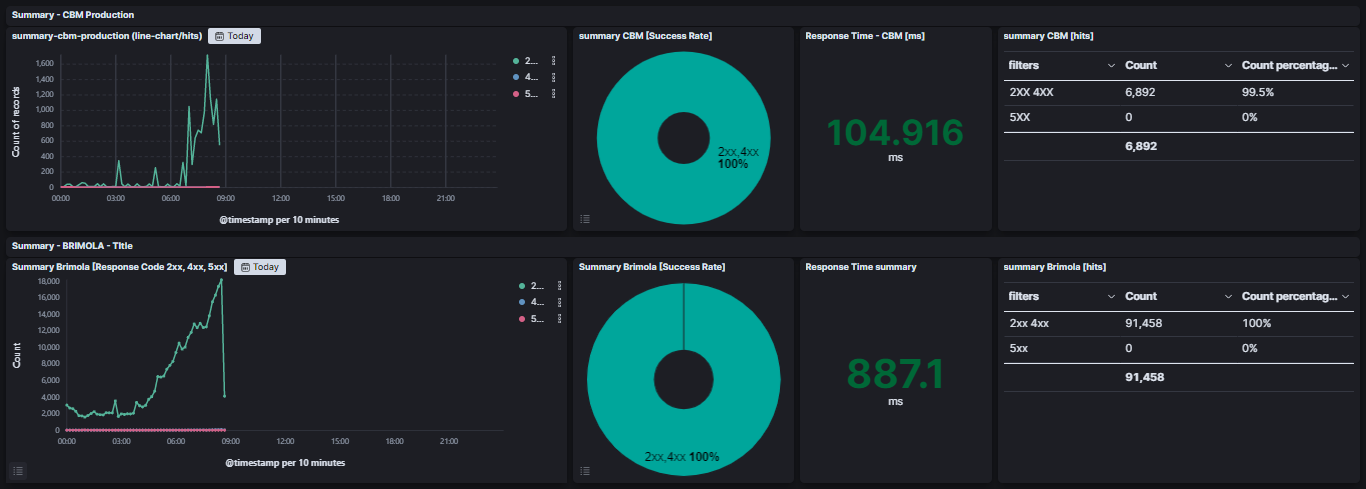 Summary - CBM Production
summary-cbm-production (line-chart/hits) Today
1,600
1,400
1,200
1,000
800
600
400
200
0
Count of records
00:00 03:00 06:00 09:00 12:00 15:00 18:00 21:00
@timestamp per 10 minutes
2...
4...
5...
summary CBM [Success Rate]
2xx,4xx
100%
Response Time - CBM [ms]
104.916
ms
summary CBM [hits]
filters Count Count percentag...
2XX 4XX 6,892 99.5%
5XX 0 0%
6,892
Summary - BRIMOLA - TItle
Summary Brimola [Response Code 2xx, 4xx, 5xx] Today
18,000
16,000
14,000
12,000
10,000
8,000
6,000
4,000
2,000
0
Count
00:00 03:00 06:00 09:00 12:00 15:00 18:00 21:00
@timestamp per 10 minutes
2...
4...
5...
Summary Brimola [Success Rate]
2xx,4xx 100%
Response Time summary
887.1
ms
summary Brimola [hits]
filters Count Count percentag...
2xx 4xx 91,458 100%
5xx 0 0%
91,458